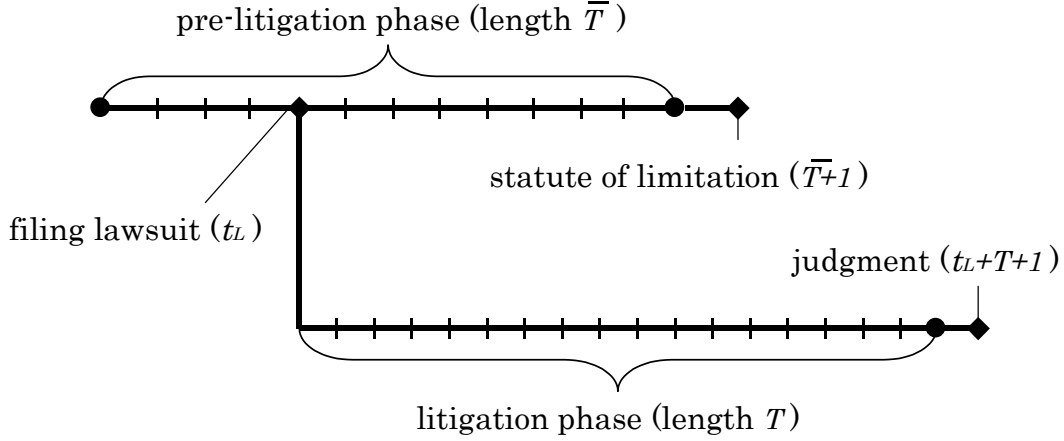 pre-litigation phase (length T̅ )
statute of limitation (T̅+1 )
filing lawsuit (tL )
judgment (tL+T+1 )
litigation phase (length T )